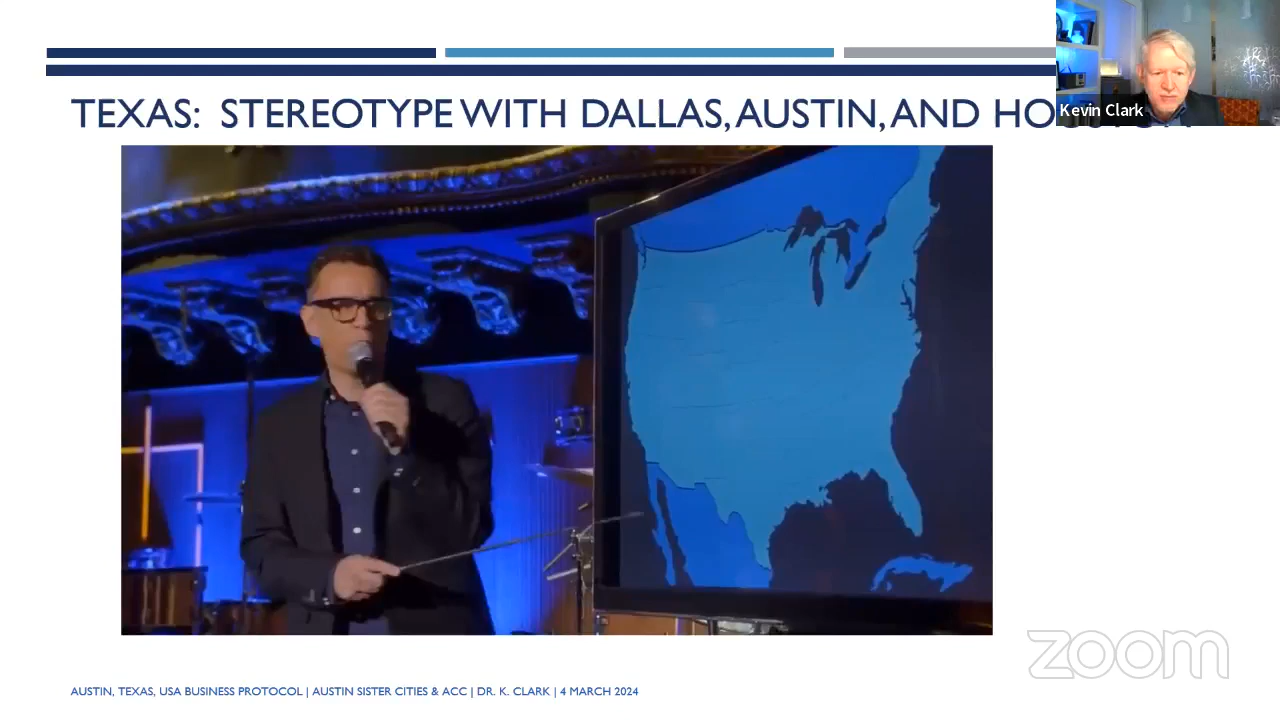 TEXAS: STEREOTYPE WITH DALLAS, AUSTIN, AND HO
Kevin Clark
zoom
AUSTIN, TEXAS, USA BUSINESS PROTOCOL | AUSTIN SISTER CITIES & ACC | DR. K. CLARK | 4 MARCH 2024